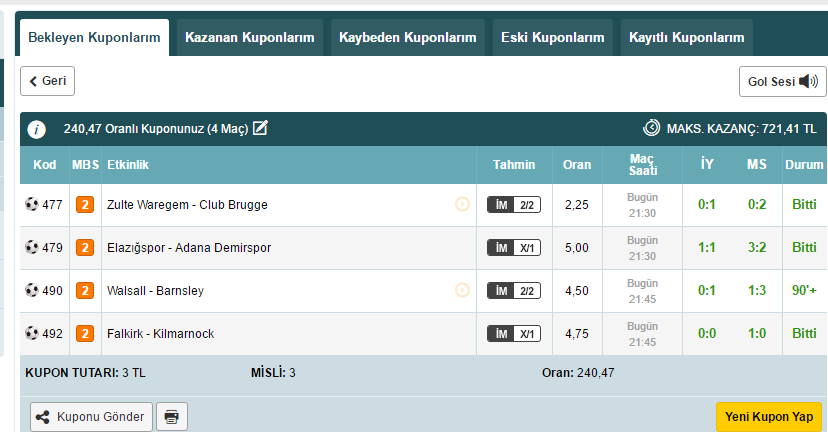 Bekleyen Kuponlarım Kazanan Kuponlarım Kaybeden Kuponlarım Eski Kuponlarım Kayıtlı Kuponlarım
Geri Gol Sesi
i 240,47 Oranlı Kuponunuz (4 Maç) MAKS. KAZANÇ: 721,41 TL
Kod MBS Etkinlik Tahmin Oran Maç Saati İY MS Durum
477 2 Zulte Waregem - Club Brugge İM 2/2 2,25 Bugün 21:30 0:1 0:2 Bitti
479 2 Elazığspor - Adana Demirspor İM X/1 5,00 Bugün 21:30 1:1 3:2 Bitti
490 2 Walsall - Barnsley İM 2/2 4,50 Bugün 21:45 0:1 1:3 90'+
492 2 Falkirk - Kilmarnock İM X/1 4,75 Bugün 21:45 0:0 1:0 Bitti
KUPON TUTARI: 3 TL MİSLİ: 3 Oran: 240,47
Kuponu Gönder Yeni Kupon Yap